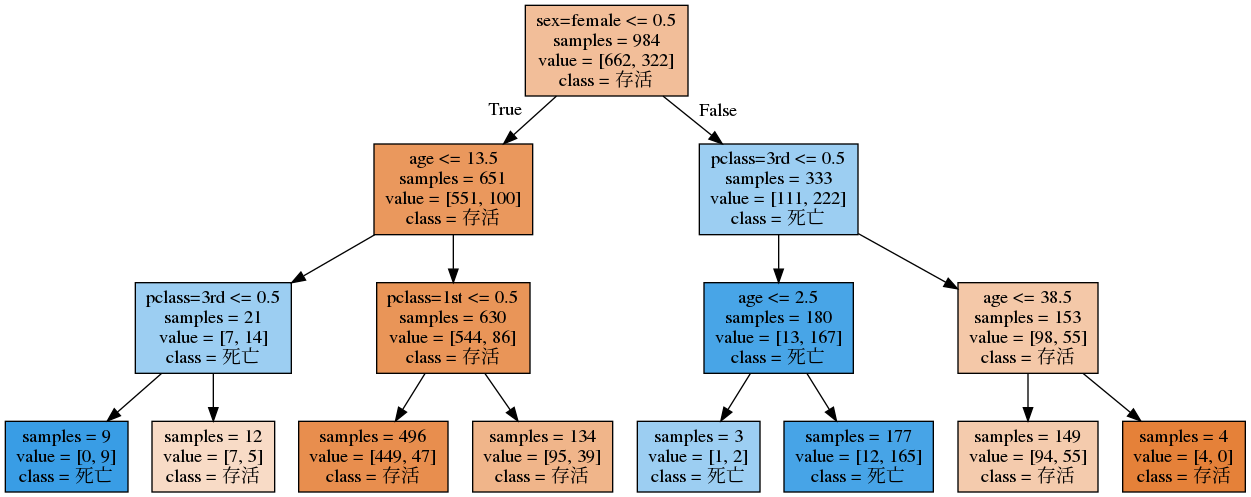 sex=female <= 0.5
samples = 984
value = [662, 322]
class = 存活
True
False
age <= 13.5
samples = 651
value = [551, 100]
class = 存活
pclass=3rd <= 0.5
samples = 333
value = [111, 222]
class = 死亡
pclass=3rd <= 0.5
samples = 21
value = [7, 14]
class = 死亡
pclass=1st <= 0.5
samples = 630
value = [544, 86]
class = 存活
age <= 2.5
samples = 180
value = [13, 167]
class = 死亡
age <= 38.5
samples = 153
value = [98, 55]
class = 存活
samples = 9
value = [0, 9]
class = 死亡
samples = 12
value = [7, 5]
class = 存活
samples = 496
value = [449, 47]
class = 存活
samples = 134
value = [95, 39]
class = 存活
samples = 3
value = [1, 2]
class = 死亡
samples = 177
value = [12, 165]
class = 死亡
samples = 149
value = [94, 55]
class = 存活
samples = 4
value = [4, 0]
class = 存活